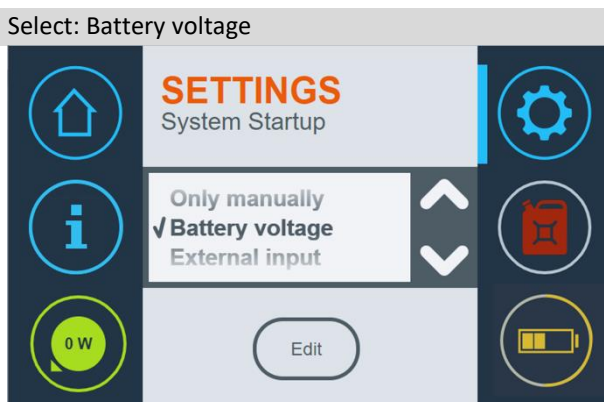 Select: Battery voltage
SETTINGS
System Startup
Only manually
√ Battery voltage
External input
i
0 W
Edit